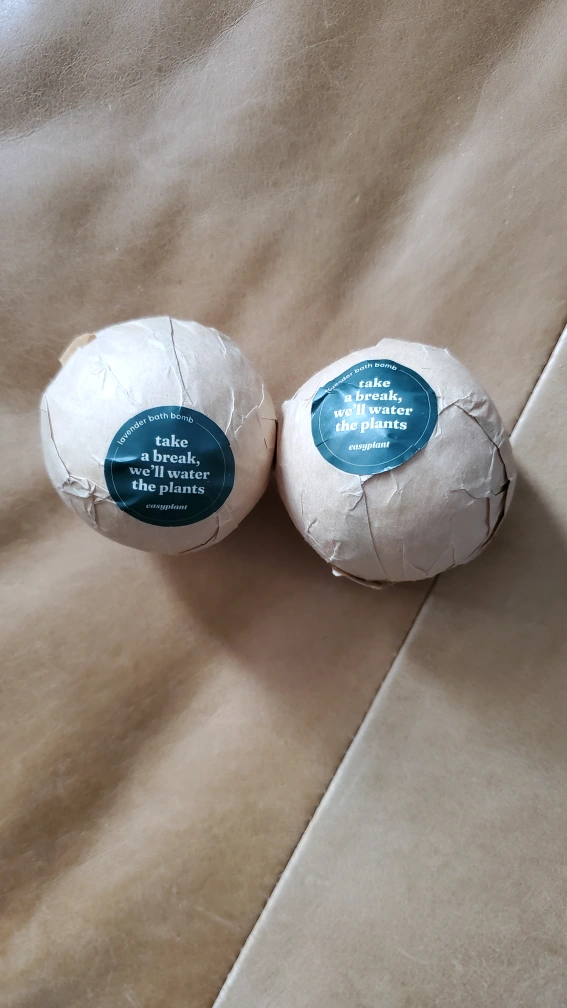 lavender bath bomb
take
a break,
we'll water
the plants
easyplant
lavender bath bomb
take
a break,
we'll water
the plants
easyplant